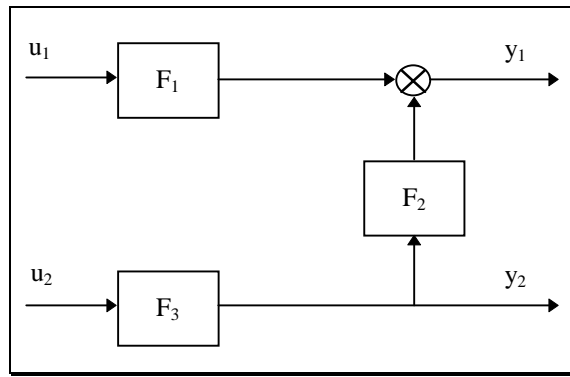 u₁
F₁
y₁
F₂
u₂
F₃
y₂